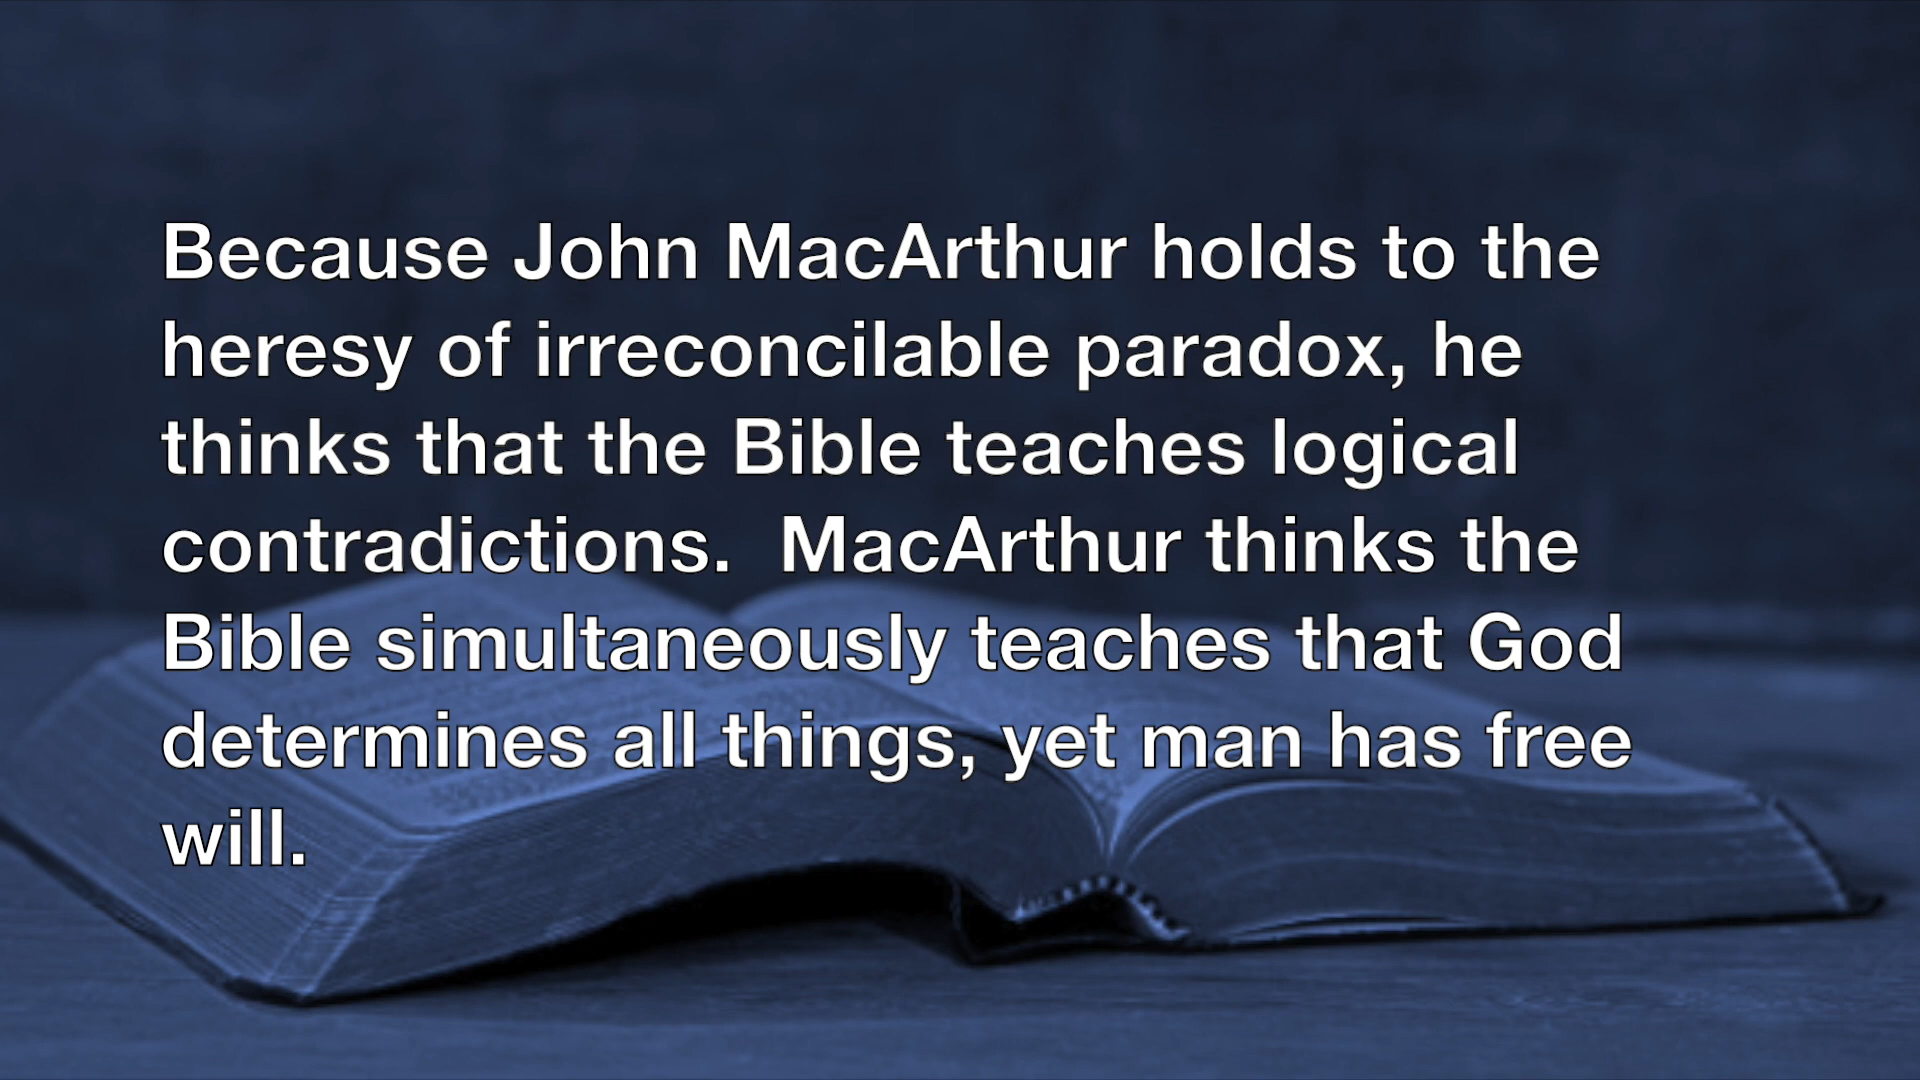 Because John MacArthur holds to the
heresy of irreconcilable paradox, he
thinks that the Bible teaches logical
contradictions.  MacArthur thinks the
Bible simultaneously teaches that God
determines all things, yet man has free
will.